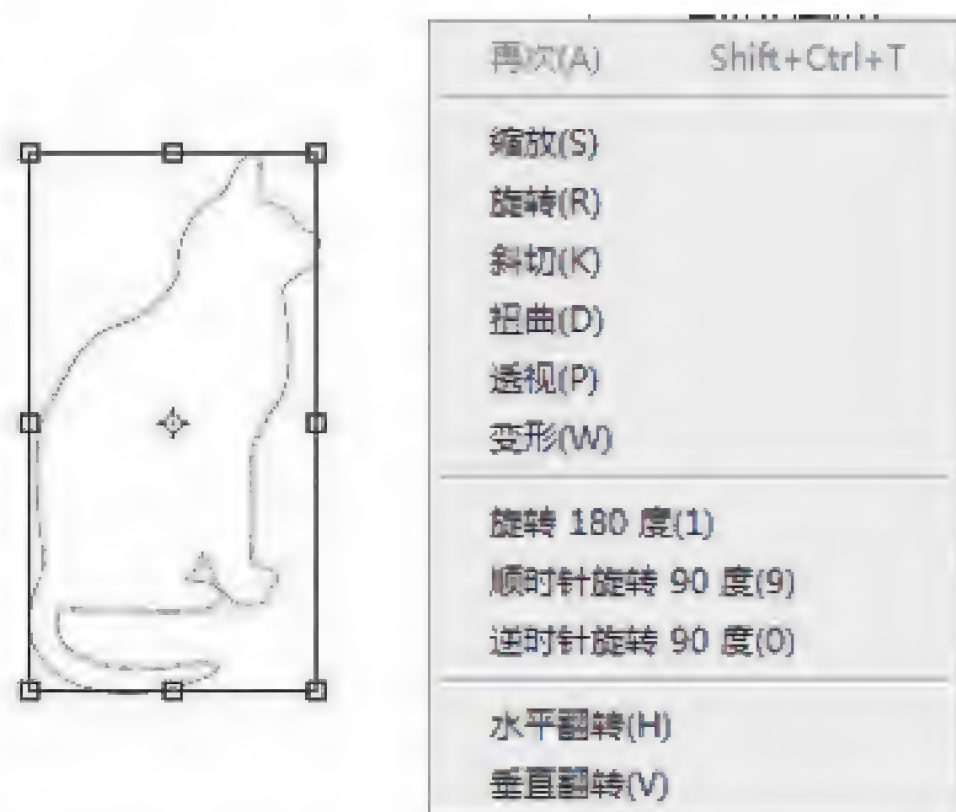 再次(A) Shift+Ctrl+T
缩放(S)
旋转(R)
斜切(K)
扭曲(D)
透视(P)
变形(W)
旋转 180 度(1)
顺时针旋转 90 度(9)
逆时针旋转 90 度(0)
水平翻转(H)
垂直翻转(V)